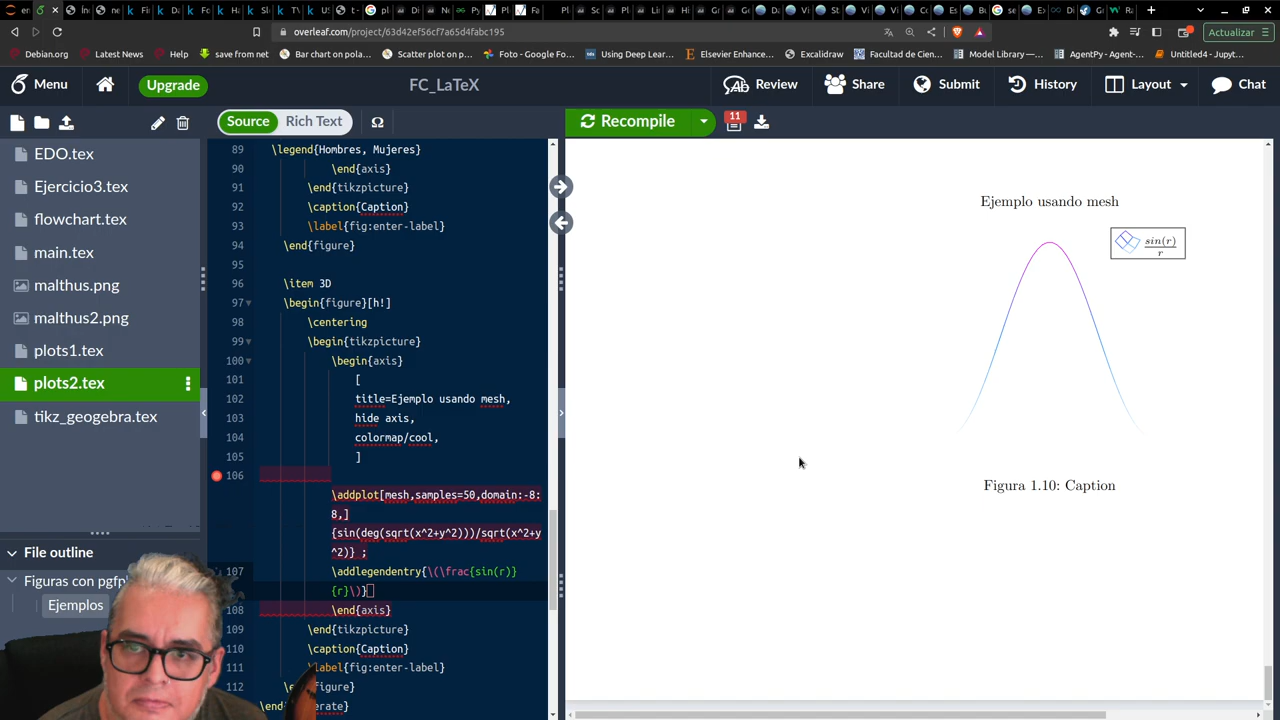 overleaf.com/project/63d42ef56cf7a65d4fabc195
Actualizar
Debian.org
Latest News
Help
save from net
Bar chart on polar...
Scatter plot on p...
Foto - Google Fo...
Using Deep Lear...
Elsevier Enhance...
Excalidraw
Facultad de Cien...
Model Library —...
AgentPy - Agent...
Untitled4 - Jupyt...
Menu
Upgrade
FC_LaTeX
Review
Share
Submit
History
Layout
Chat
Source
Rich Text
Ω
Recompile
11
EDO.tex
Ejercicio3.tex
flowchart.tex
main.tex
malthus.png
malthus2.png
plots1.tex
plots2.tex
tikz_geogebra.tex
File outline
Figuras con pgfpl
Ejemplos
89 \legend{Hombres, Mujeres}
90 \end{axis}
91 \end{tikzpicture}
92 \caption{Caption}
93 \label{fig:enter-label}
94 \end{figure}
95
96 \item 3D
97 \begin{figure}[h!]
98 \centering
99 \begin{tikzpicture}
100 \begin{axis}
101 [
102 title=Ejemplo usando mesh,
103 hide axis,
104 colormap/cool,
105 ]
106
\addplot[mesh,samples=50,domain:-8:
8,]
{sin(deg(sqrt(x^2+y^2)))/sqrt(x^2+y
^2)} ;
107 \addlegendentry{\(\frac{sin(r)}
{r}\)}
108 \end{axis}
109 \end{tikzpicture}
110 \caption{Caption}
111 \label{fig:enter-label}
112 figure}
Ejemplo usando mesh
sin(r)
r
Figura 1.10: Caption